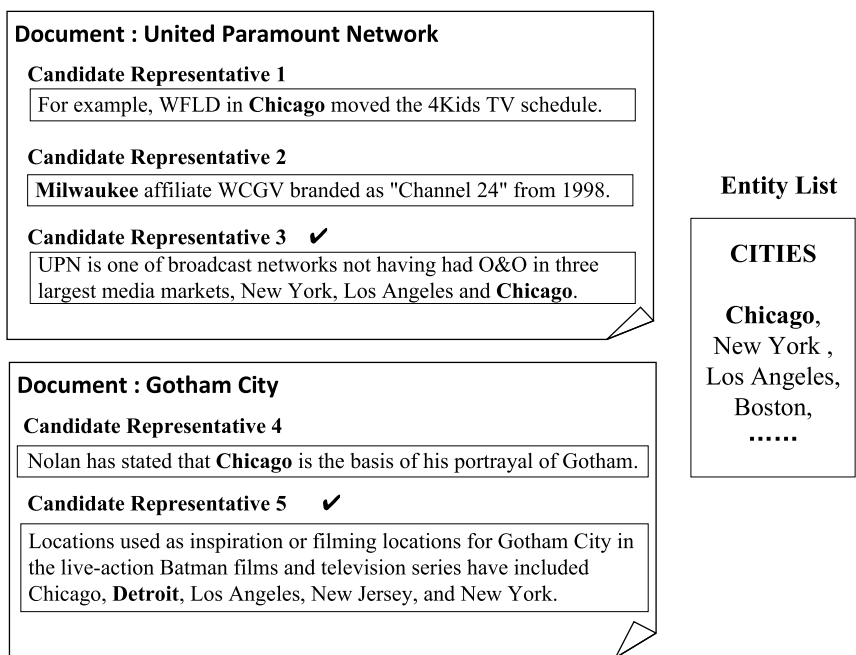 Document : United Paramount Network
Candidate Representative 1
For example, WFLD in Chicago moved the 4Kids TV schedule.
Candidate Representative 2
Milwaukee affiliate WCGV branded as "Channel 24" from 1998.
Candidate Representative 3 ✔
UPN is one of broadcast networks not having had O&O in three
largest media markets, New York, Los Angeles and Chicago.
Document : Gotham City
Candidate Representative 4
Nolan has stated that Chicago is the basis of his portrayal of Gotham.
Candidate Representative 5 ✔
Locations used as inspiration or filming locations for Gotham City in
the live-action Batman films and television series have included
Chicago, Detroit, Los Angeles, New Jersey, and New York.
Entity List
CITIES
Chicago,
New York ,
Los Angeles,
Boston,
......